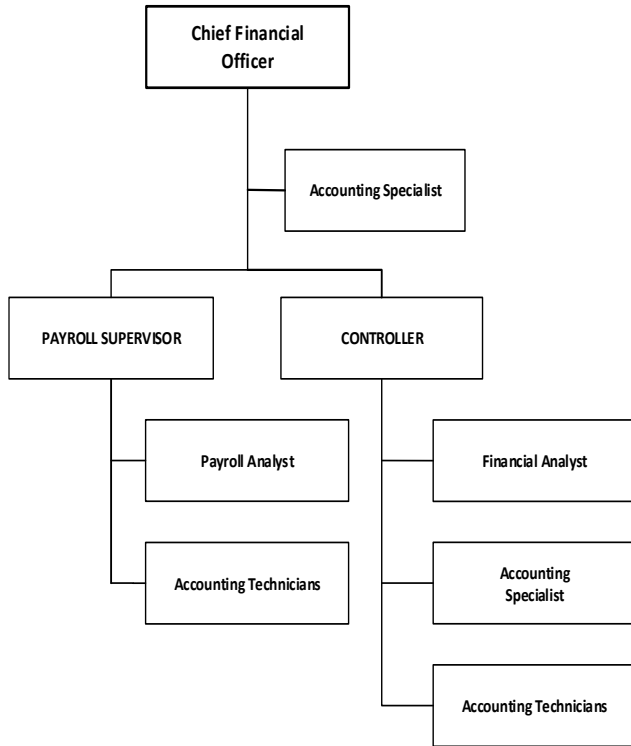 Chief Financial
Officer
Accounting Specialist
PAYROLL SUPERVISOR
CONTROLLER
Payroll Analyst
Financial Analyst
Accounting Technicians
Accounting
Specialist
Accounting Technicians